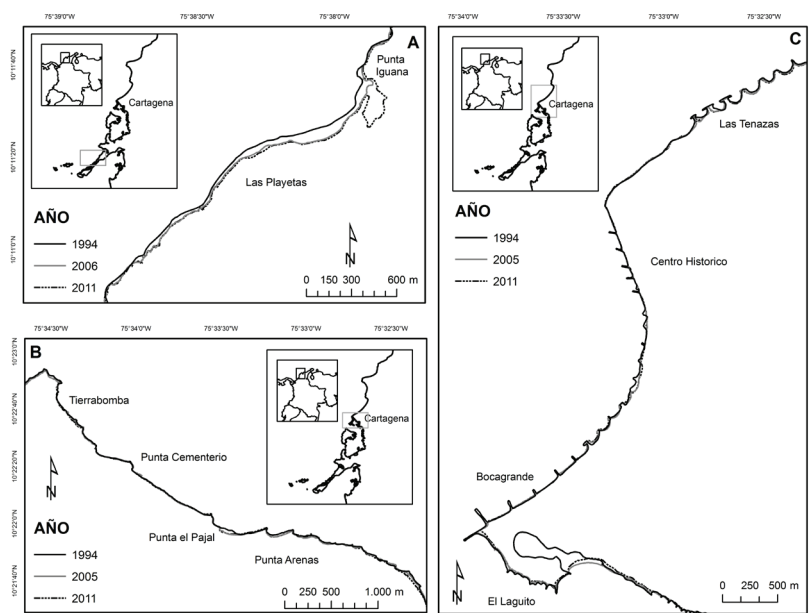 75°39'0"W
75°38'0"W
A
Punta
Iguana
10°11'40"N
Cartagena
10°11'20"N
Las Playetas
AÑO
1994
2006
2011
10°11'0"N
N
0 150 300 600 m
75°34'30"W
75°34'0"W
75°33'30"W
75°33'0"W
75°32'30"W
B
10°23'0"N
Tierrabomba
Cartagena
10°22'40"N
Punta Cementerio
10°22'20"N
N
Punta el Pajal
10°22'0"N
Punta Arenas
AÑO
1994
2005
2011
10°21'40"N
0 250 500 1.000 m
75°34'0"W
75°33'30"W
75°33'0"W
75°32'30"W
C
Cartagena
Las Tenazas
AÑO
1994
2005
2011
Centro Historico
Bocagrande
N
El Laguito
0 250 500 m